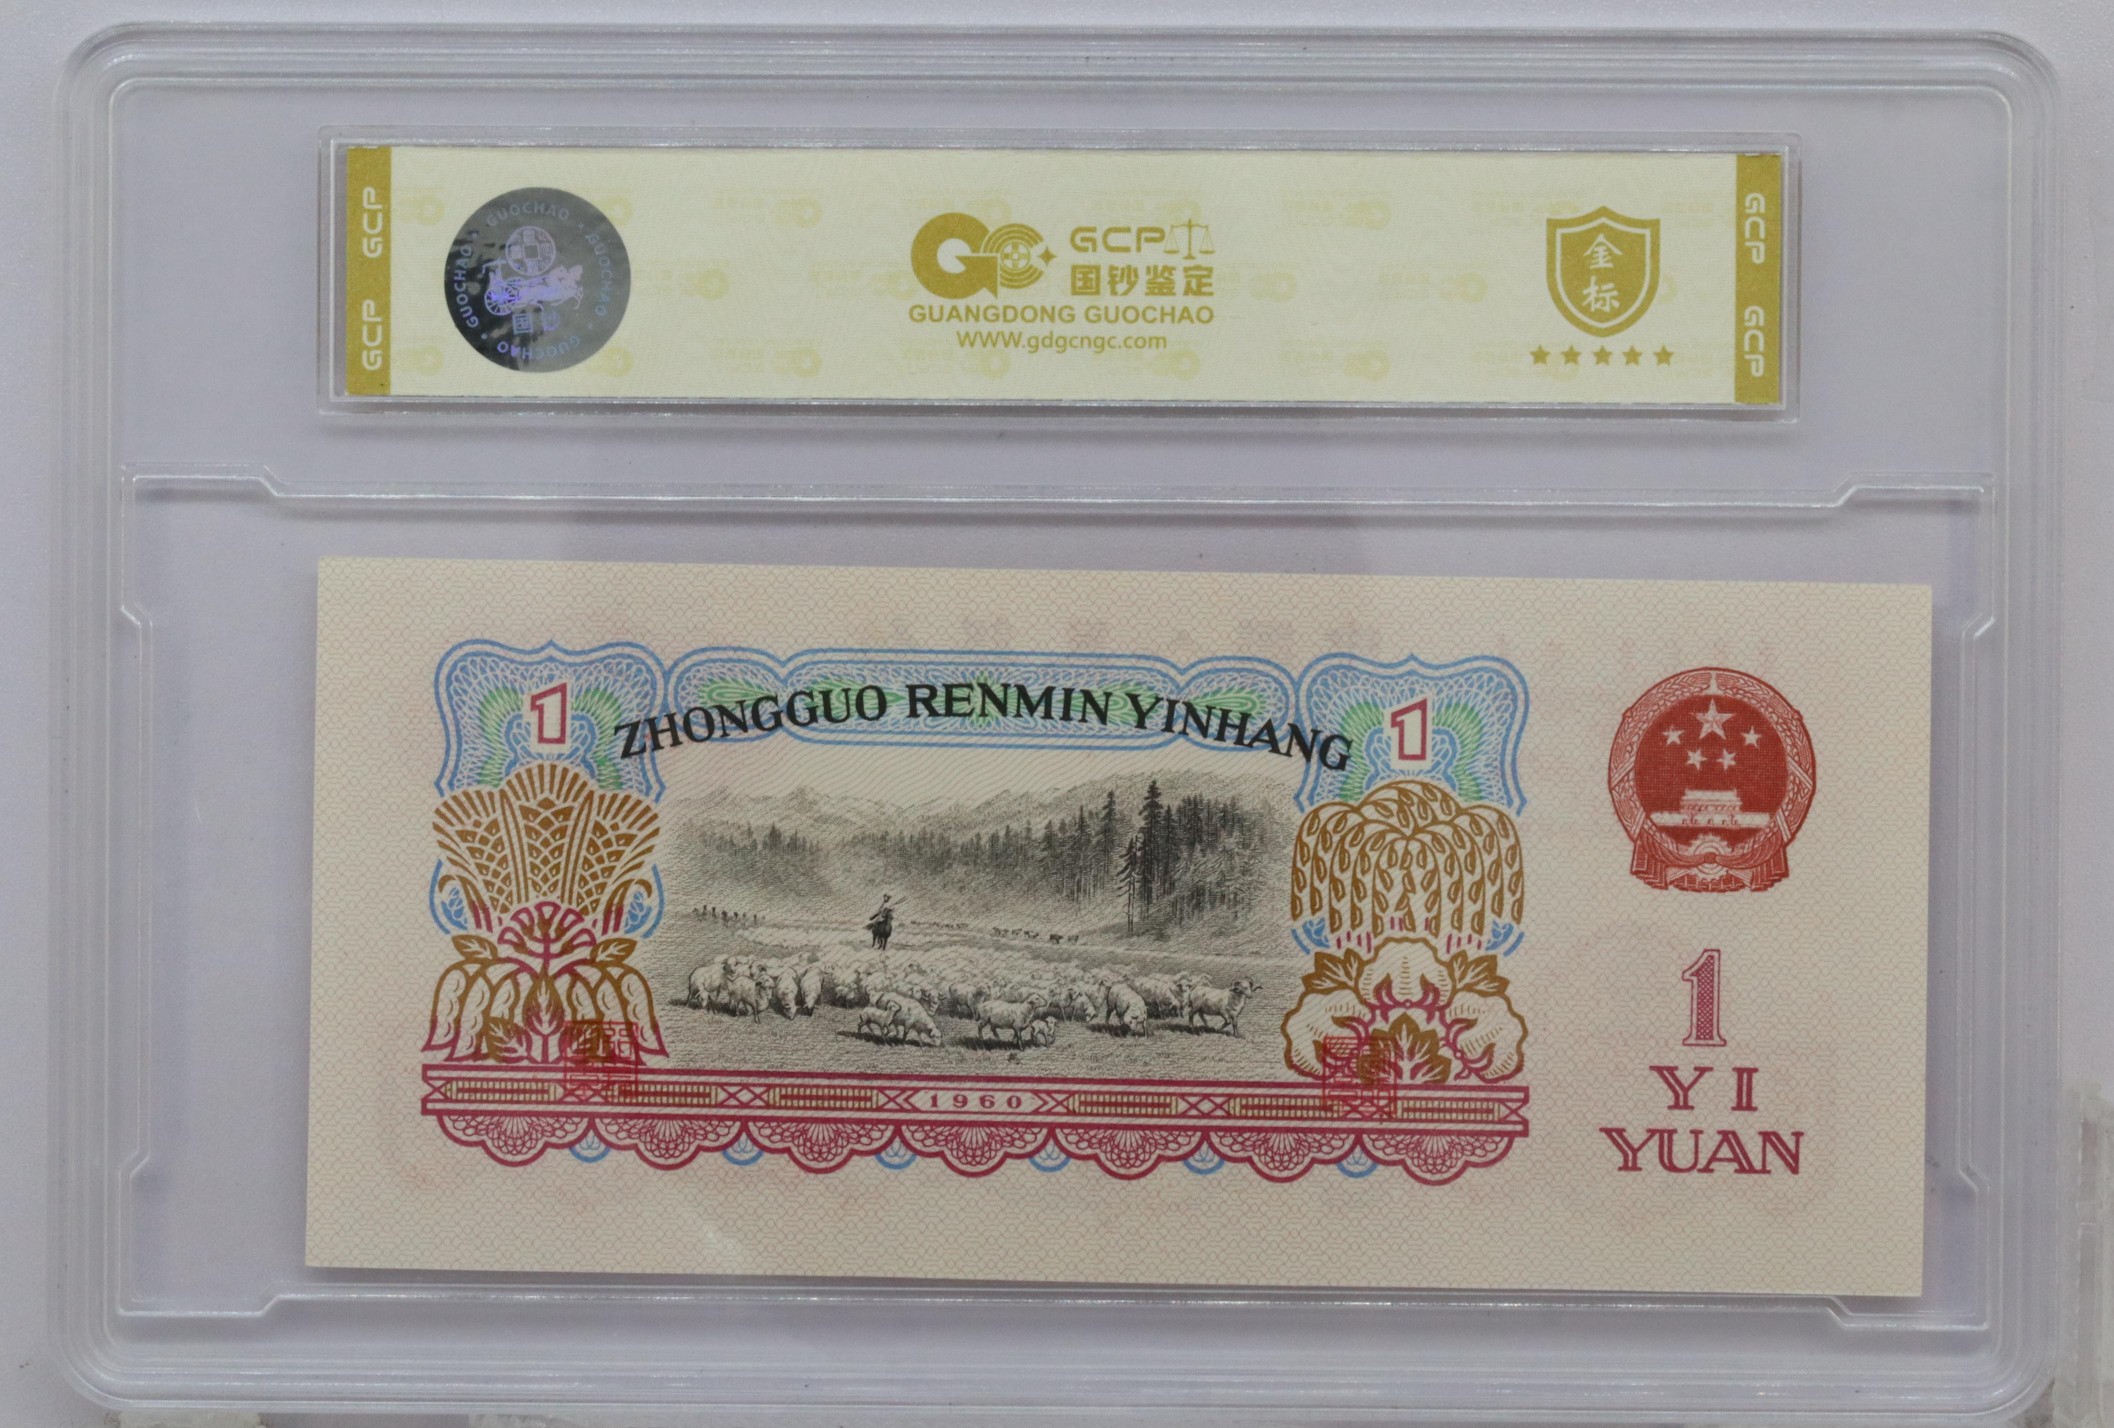 GCP GCP
GUOCHAO · GUOCHAO · GUOCHAO · GUOCHAO
国钞
GC GCP
国钞鉴定
GUANGDONG GUOCHAO
WWW.gdgcngc.com
金
标
GCP GCP
1
ZHONGGUO RENMIN YINHANG
1
1960
1
YI
YUAN